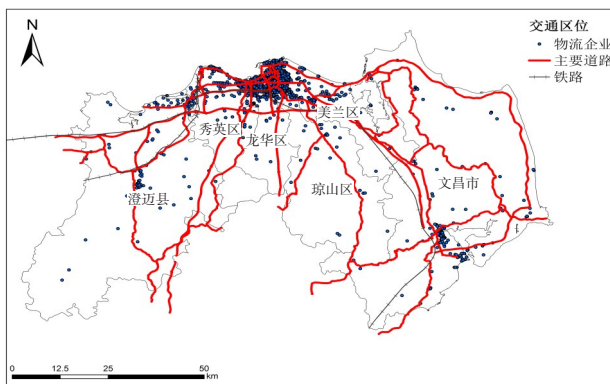 N
交通区位
物流企业
主要道路
铁路
美兰区
秀英区
龙华区
琼山区
文昌市
澄迈县
0 12.5 25 50
km